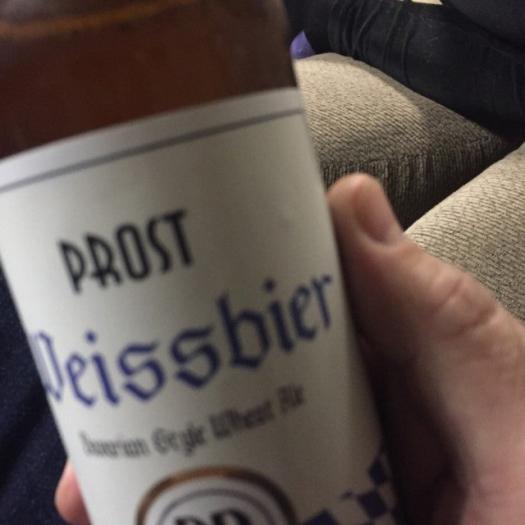 PROST
Weissbier
Bavarian Style Wheat Ale